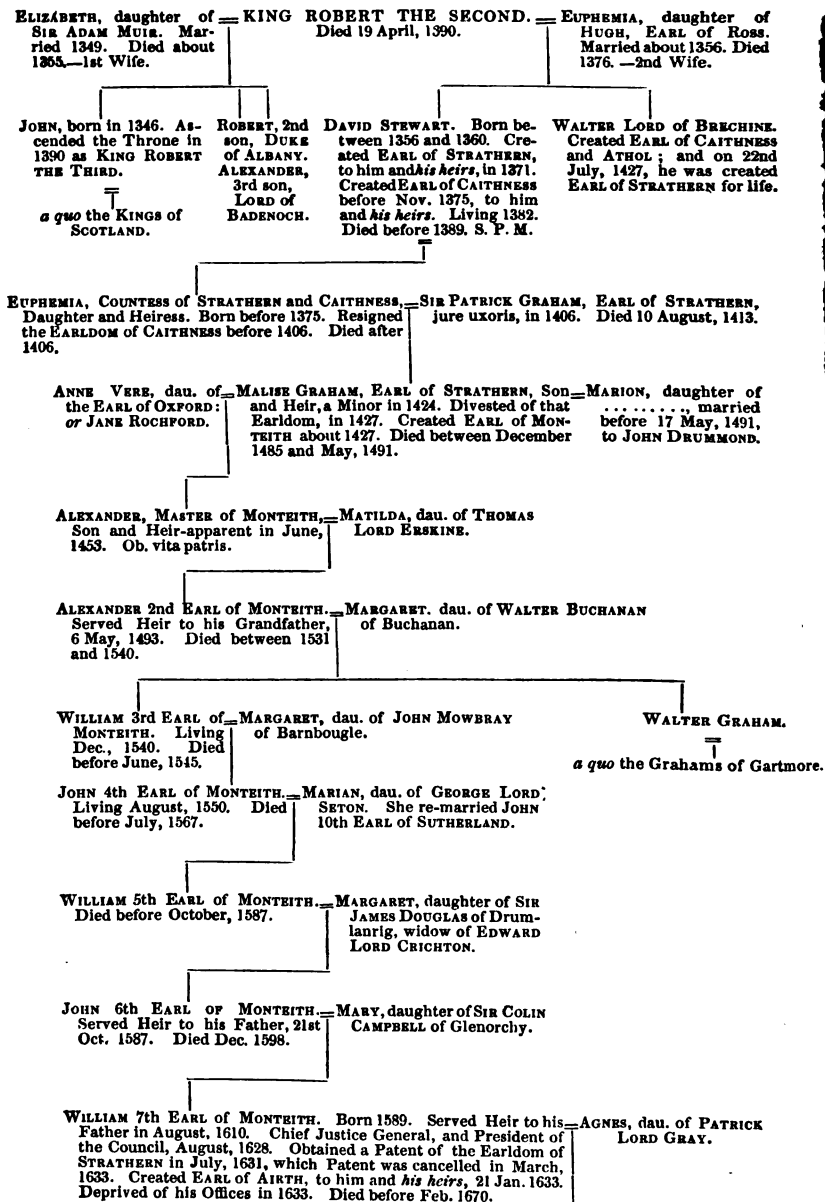 ELIZABETH, daughter of
SIR ADAM MUIR. Mar-
ried 1349. Died about
1355.—1st Wife.
KING ROBERT THE SECOND.
Died 19 April, 1390.
EUPHEMIA, daughter of
HUGH, EARL of Ross.
Married about 1356. Died
1376. —2nd Wife.
JOHN, born in 1346. As-
cended the Throne in
1390 as KING ROBERT
THE THIRD.
a quo the KINGS of
SCOTLAND.
ROBERT, 2nd
son, DUKE
of ALBANY.
ALEXANDER,
3rd son,
LORD of
BADENOCH.
DAVID STEWART. Born be-
tween 1356 and 1360. Cre-
ated EARL of STRATHERN,
to him and his heirs, in 1371.
Created EARL of CAITHNESS
before Nov. 1375, to him
and his heirs. Living 1382.
Died before 1389. S. P. M.
WALTER LORD of BRECHINE.
Created EARL of CAITHNESS
and ATHOL; and on 22nd
July, 1427, he was created
EARL of STRATHERN for life.
EUPHEMIA, COUNTESS of STRATHERN and CAITHNESS,
Daughter and Heiress. Born before 1375. Resigned
the EARLDOM of CAITHNESS before 1406. Died after
1406.
SIR PATRICK GRAHAM, EARL of STRATHERN,
jure uxoris, in 1406. Died 10 August, 1413.
ANNE VERE, dau. of
the EARL of OXFORD:
or JANE ROCHFORD.
MALISE GRAHAM, EARL of STRATHERN, Son
and Heir, a Minor in 1424. Divested of that
Earldom, in 1427. Created EARL of MON-
TEITH about 1427. Died between December
1485 and May, 1491.
MARION, daughter of
........., married
before 17 May, 1491,
to JOHN DRUMMOND.
ALEXANDER, MASTER of MONTEITH,
Son and Heir-apparent in June,
1453. Ob. vita patris.
MATILDA, dau. of THOMAS
LORD ERSKINE.
ALEXANDER 2nd EARL of MONTEITH.
Served Heir to his Grandfather,
6 May, 1493. Died between 1531
and 1540.
MARGARET. dau. of WALTER BUCHANAN
of Buchanan.
WILLIAM 3rd EARL of
MONTEITH. Living
Dec., 1540. Died
before June, 1545.
MARGARET, dau. of JOHN MOWBRAY
of Barnbougle.
WALTER GRAHAM.
a quo the Grahams of Gartmore.
JOHN 4th EARL of MONTEITH.
Living August, 1550. Died
before July, 1567.
MARIAN, dau. of GEORGE LORD
SETON. She re-married JOHN
10th EARL of SUTHERLAND.
WILLIAM 5th EARL of MONTEITH.
Died before October, 1587.
MARGARET, daughter of SIR
JAMES DOUGLAS of Drum-
lanrig, widow of EDWARD
LORD CRICHTON.
JOHN 6th EARL OF MONTEITH.
Served Heir to his Father, 21st
Oct. 1587. Died Dec. 1598.
MARY, daughter of SIR COLIN
CAMPBELL of Glenorchy.
WILLIAM 7th EARL of MONTEITH. Born 1589. Served Heir to his
Father in August, 1610. Chief Justice General, and President of
the Council, August, 1628. Obtained a Patent of the Earldom of
STRATHERN in July, 1631, which Patent was cancelled in March,
1633. Created EARL of AIRTH, to him and his heirs, 21 Jan. 1633.
Deprived of his Offices in 1633. Died before Feb. 1670.
AGNES, dau. of PATRICK
LORD GRAY.